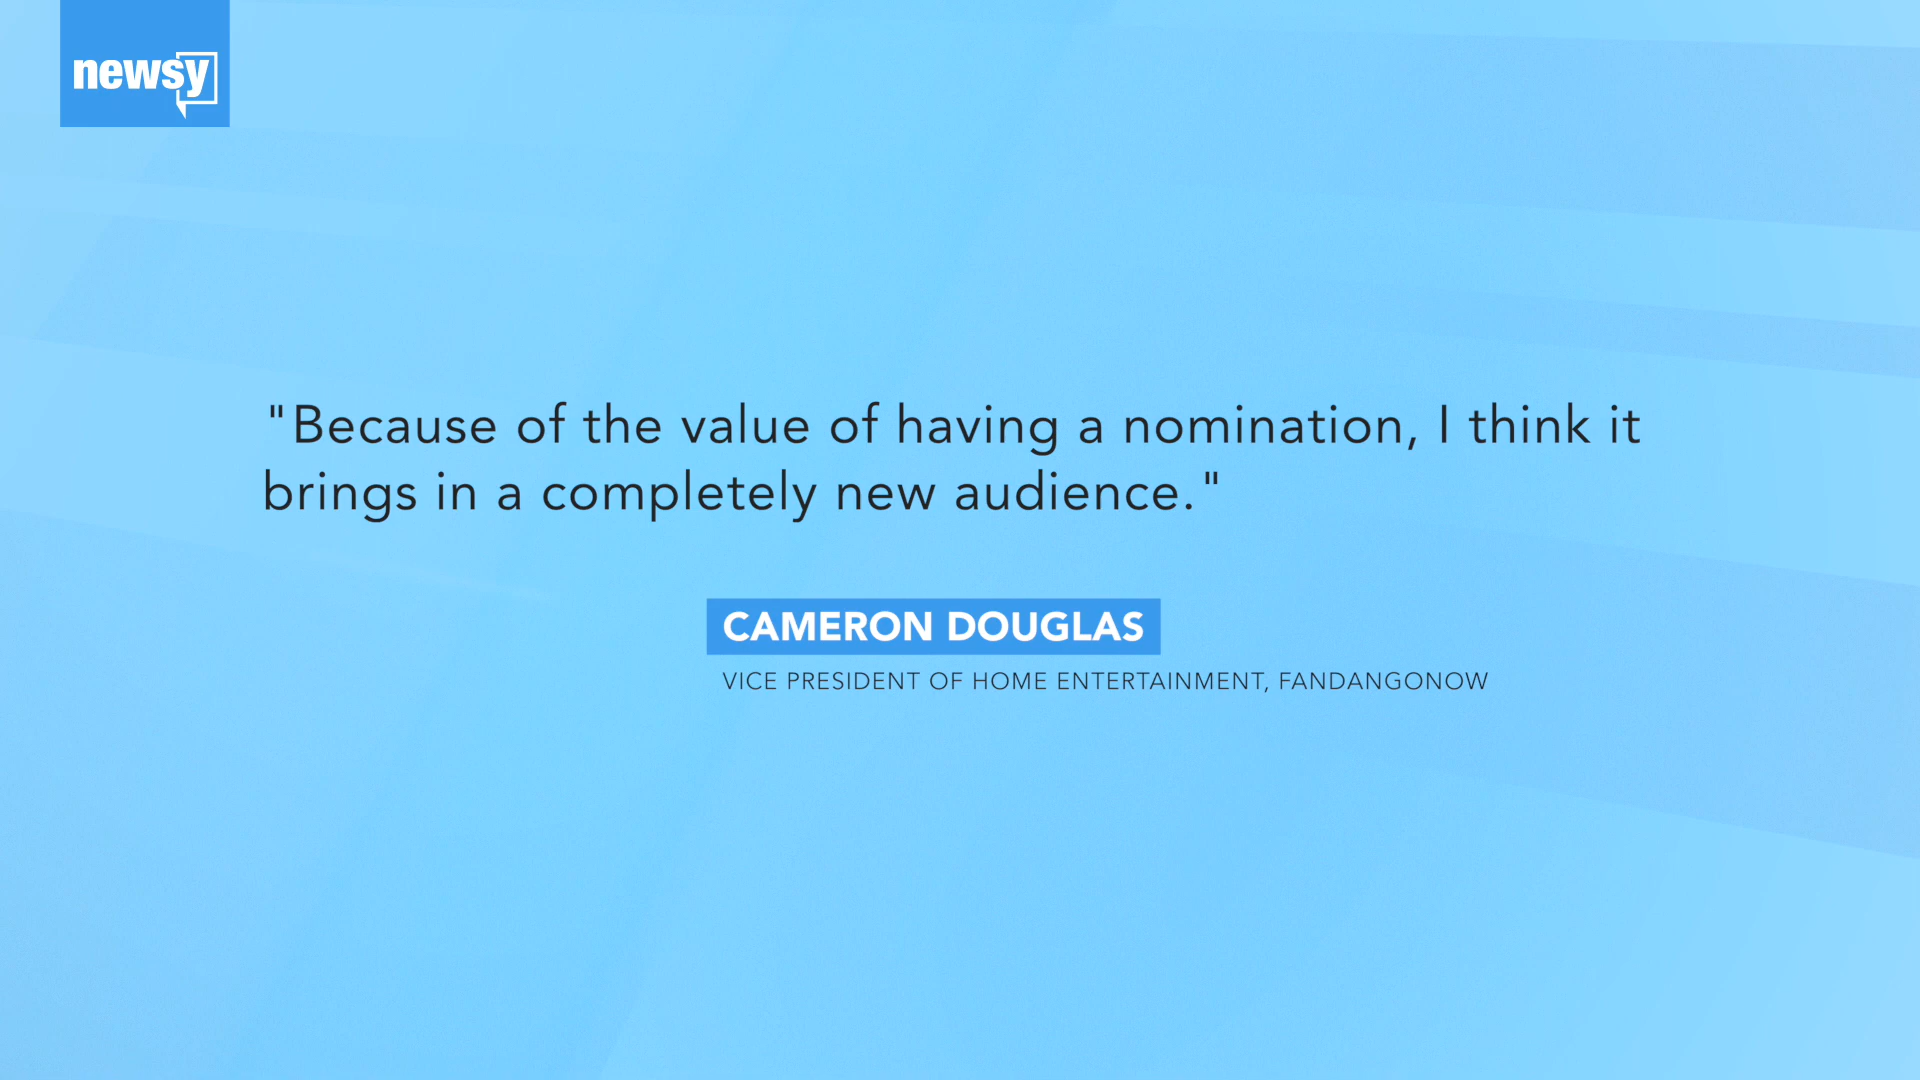 newsy
"Because of the value of having a nomination, I think it
brings in a completely new audience."
CAMERON DOUGLAS
VICE PRESIDENT OF HOME ENTERTAINMENT, FANDANGONOW